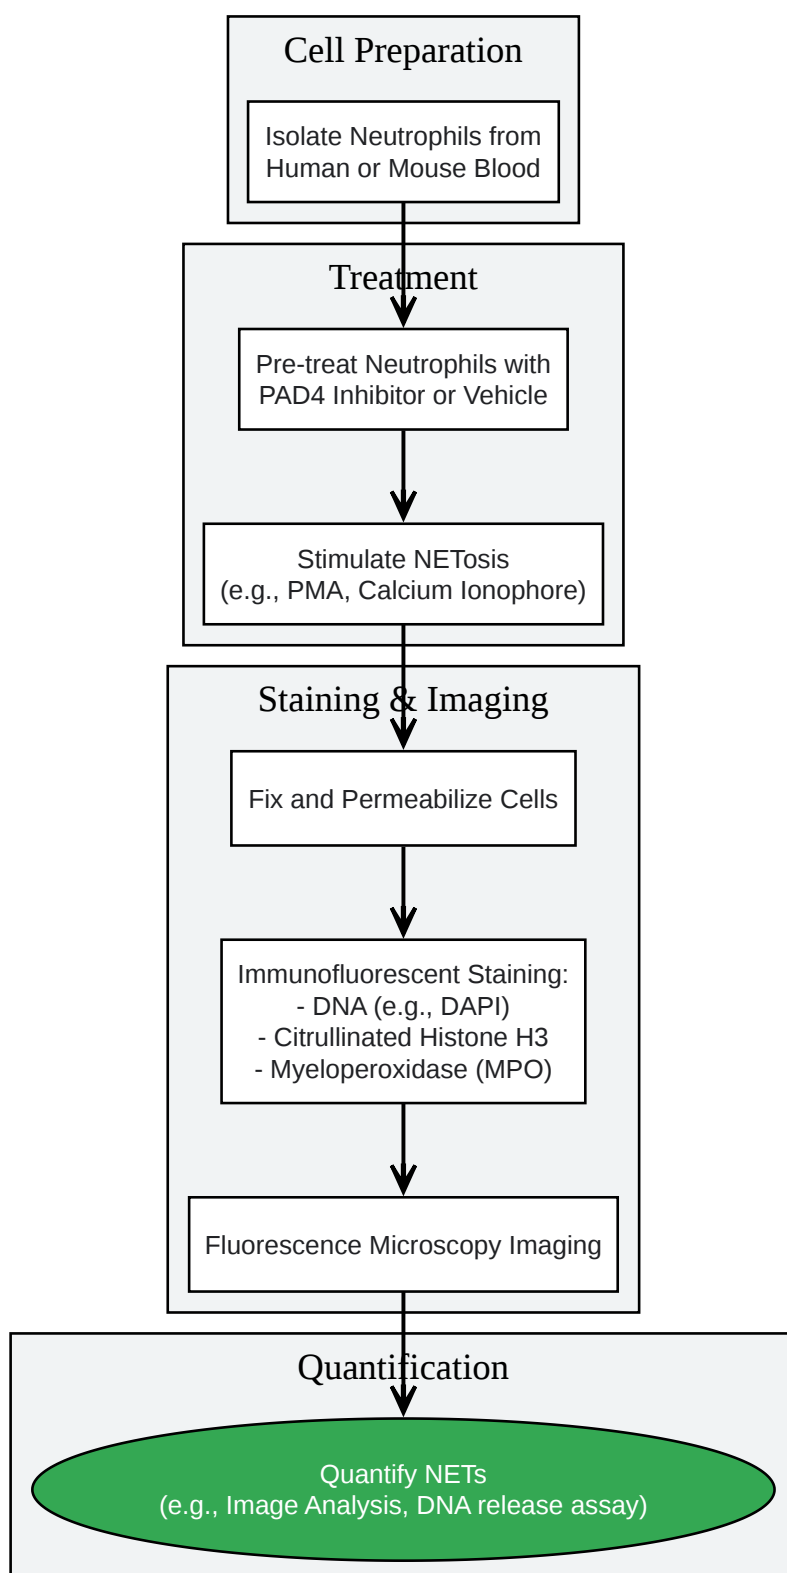 Cell Preparation
Isolate Neutrophils from
Human or Mouse Blood
Treatment
Pre-treat Neutrophils with
PAD4 Inhibitor or Vehicle
Stimulate NETosis
(e.g., PMA, Calcium Ionophore)
Staining & Imaging
Fix and Permeabilize Cells
Immunofluorescent Staining:
- DNA (e.g., DAPI)
- Citrullinated Histone H3
- Myeloperoxidase (MPO)
Fluorescence Microscopy Imaging
Quantification
Quantify NETs
(e.g., Image Analysis, DNA release assay)